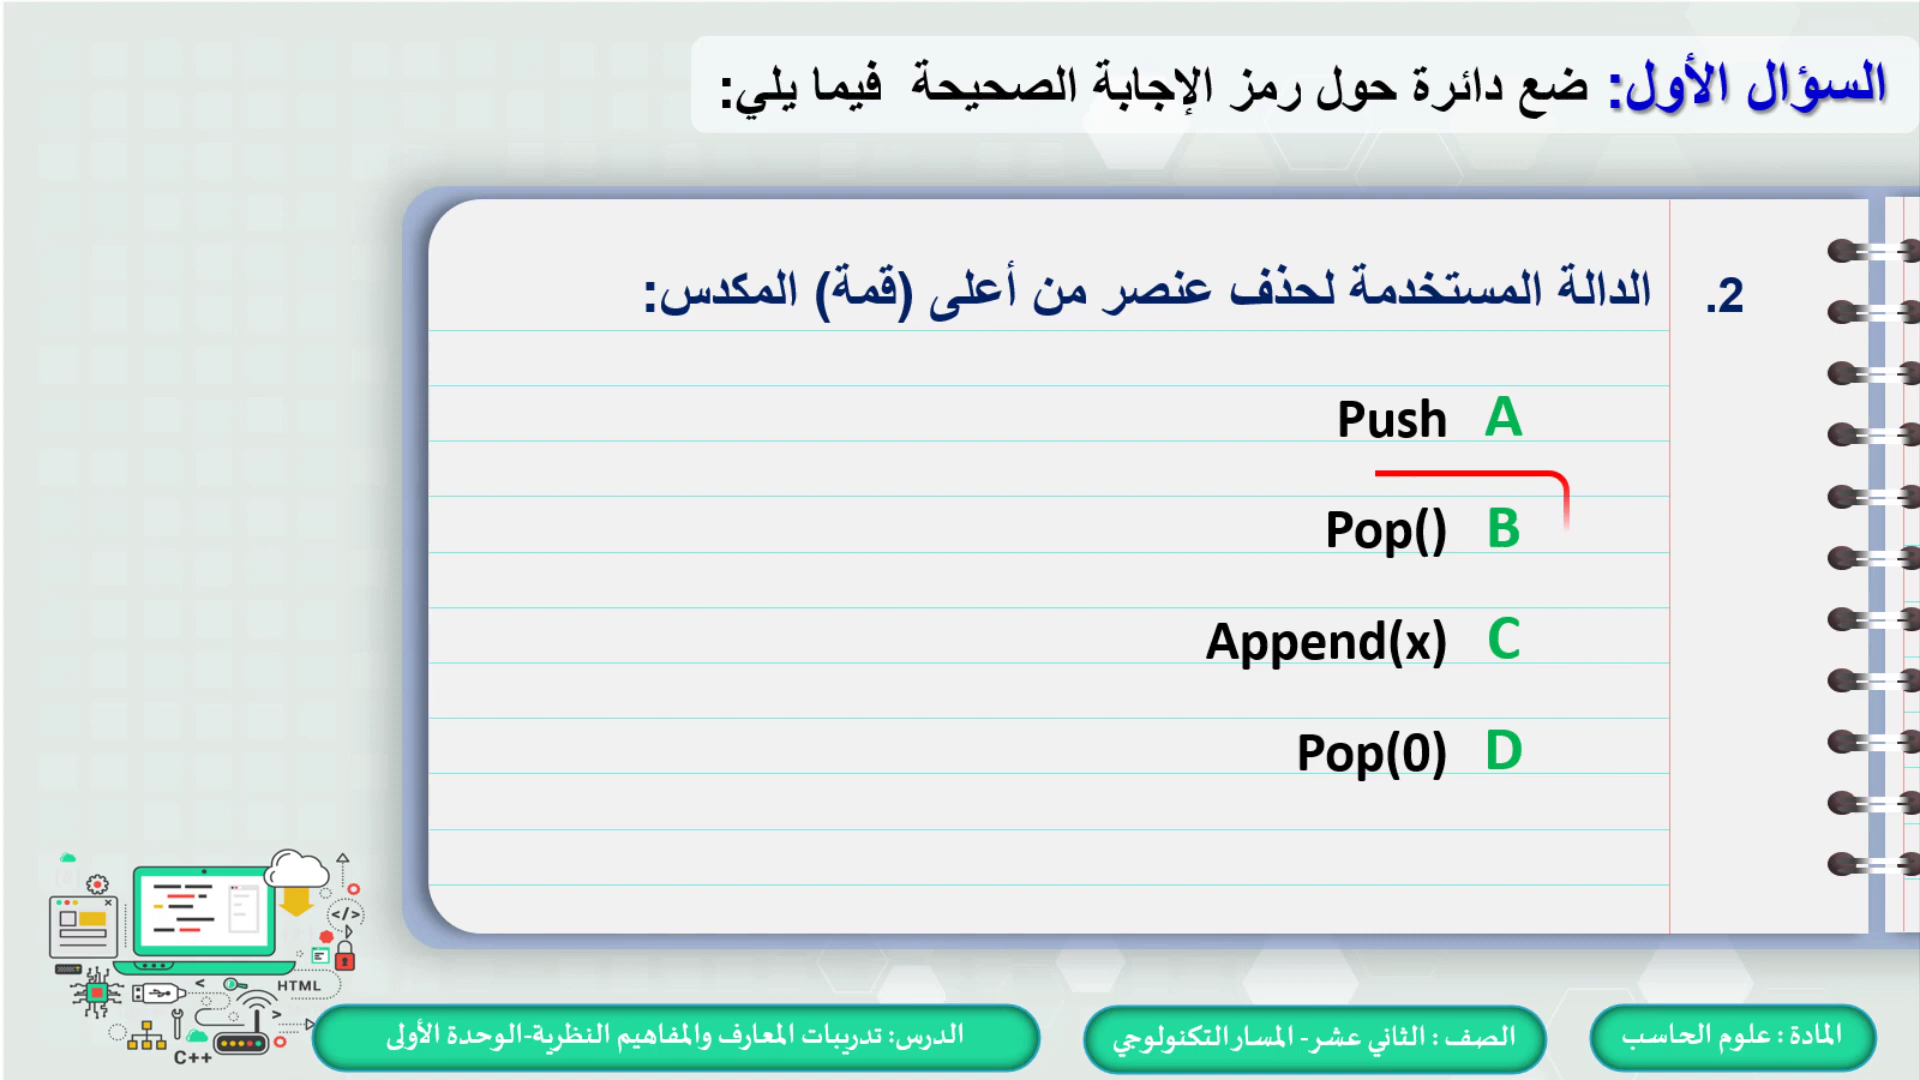 السؤال الأول: ضع دائرة حول رمز الإجابة الصحيحة فيما يلي:
2. الدالة المستخدمة لحذف عنصر من أعلى (قمة) المكدس:
A Push
B Pop()
C Append(x)
D Pop(0)
</>
HTML
C++
المادة : علوم الحاسب
الصف : الثاني عشر- المسار التكنولوجي
الدرس: تدريبات المعارف والمفاهيم النظرية-الوحدة الأولى